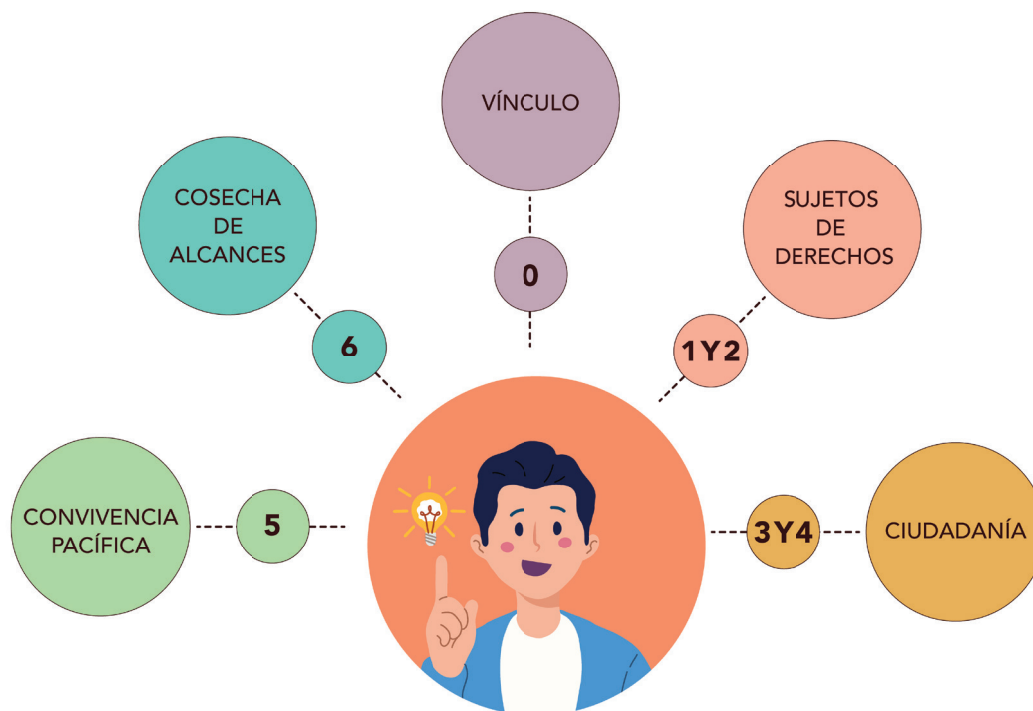 VÍNCULO
0
SUJETOS
DE
DERECHOS
1Y2
CIUDADANÍA
3Y4
CONVIVENCIA
PACÍFICA
5
COSECHA
DE
ALCANCES
6